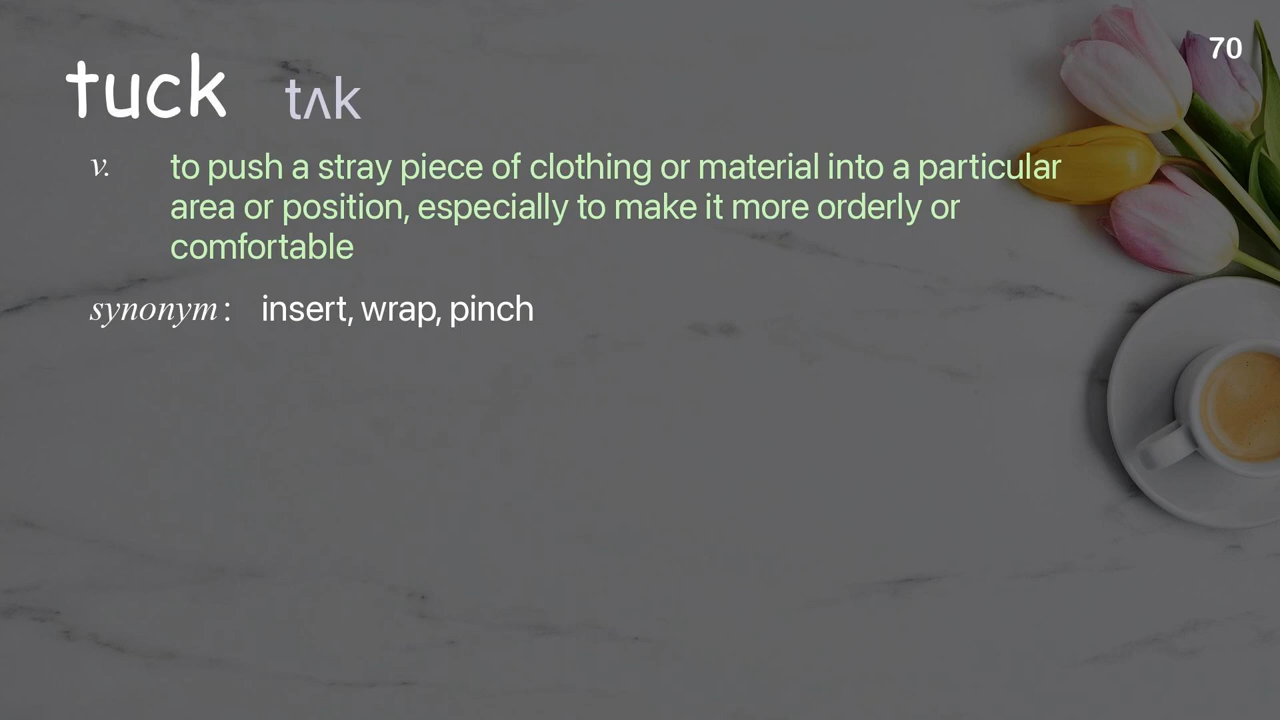 70
tuck tʌk
v. to push a stray piece of clothing or material into a particular
area or position, especially to make it more orderly or
comfortable
synonym: insert, wrap, pinch